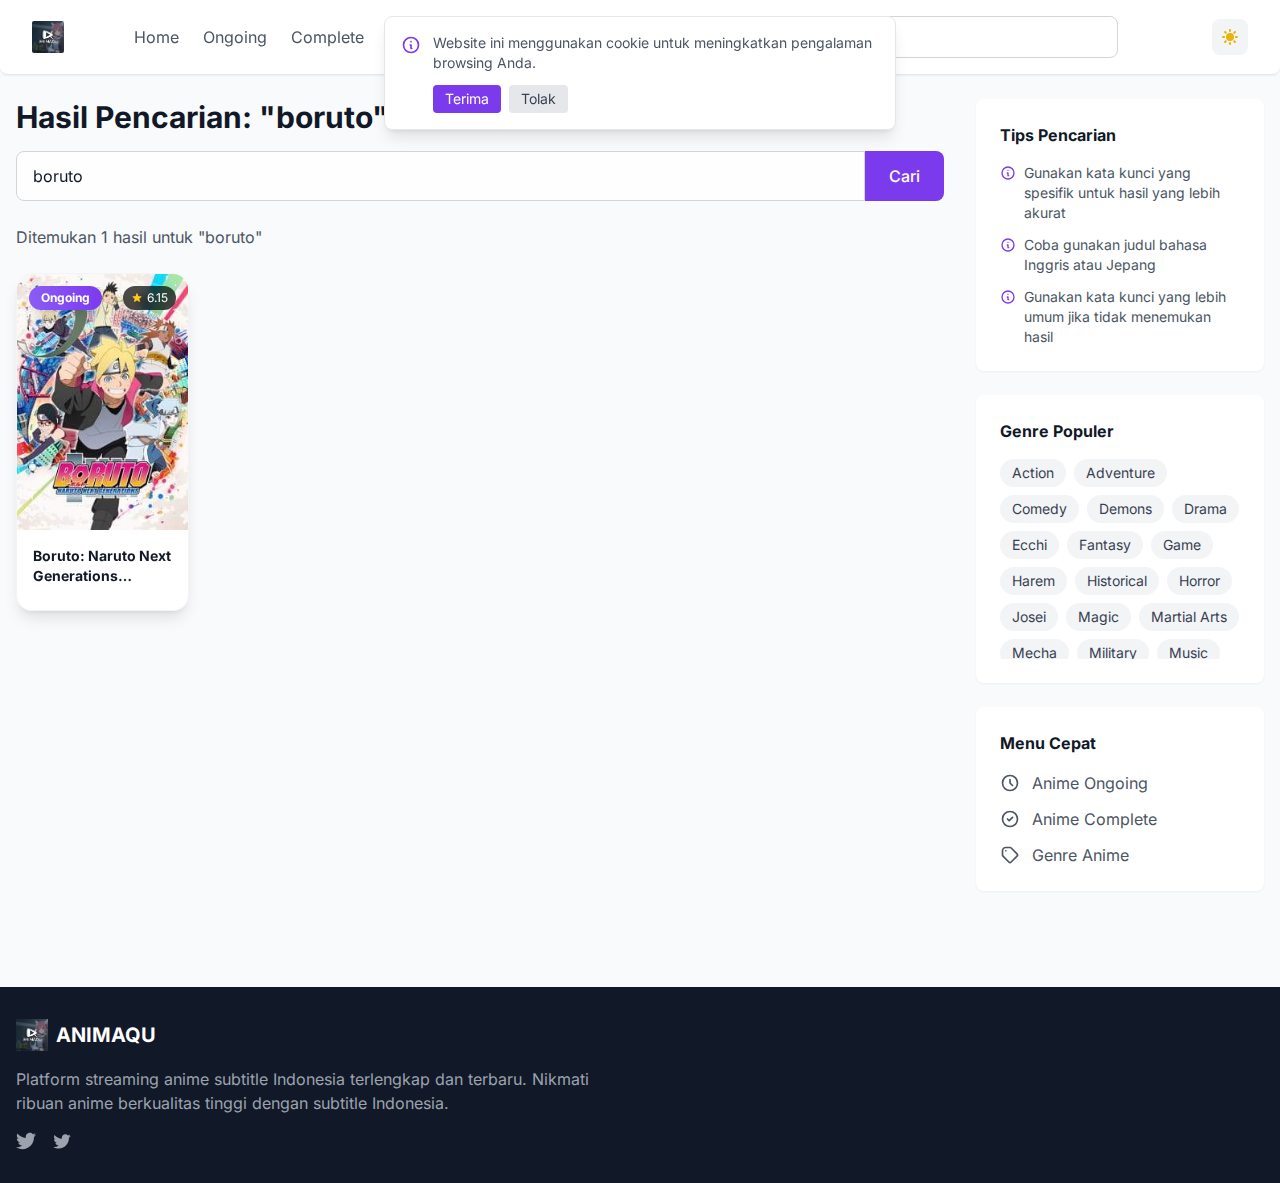 Home
Ongoing
Complete
Website ini menggunakan cookie untuk meningkatkan pengalaman
browsing Anda.
Terima
Tolak
Hasil Pencarian: "boruto"
boruto
Cari
Ditemukan 1 hasil untuk "boruto"
Ongoing
6.15
BORUTO
NARUTO NEXT GENERATIONS
Boruto: Naruto Next
Generations...
Tips Pencarian
Gunakan kata kunci yang
spesifik untuk hasil yang lebih
akurat
Coba gunakan judul bahasa
Inggris atau Jepang
Gunakan kata kunci yang lebih
umum jika tidak menemukan
hasil
Genre Populer
Action
Adventure
Comedy
Demons
Drama
Ecchi
Fantasy
Game
Harem
Historical
Horror
Josei
Magic
Martial Arts
Mecha
Military
Music
Menu Cepat
Anime Ongoing
Anime Complete
Genre Anime
ANIMAQU
Platform streaming anime subtitle Indonesia terlengkap dan terbaru. Nikmati
ribuan anime berkualitas tinggi dengan subtitle Indonesia.